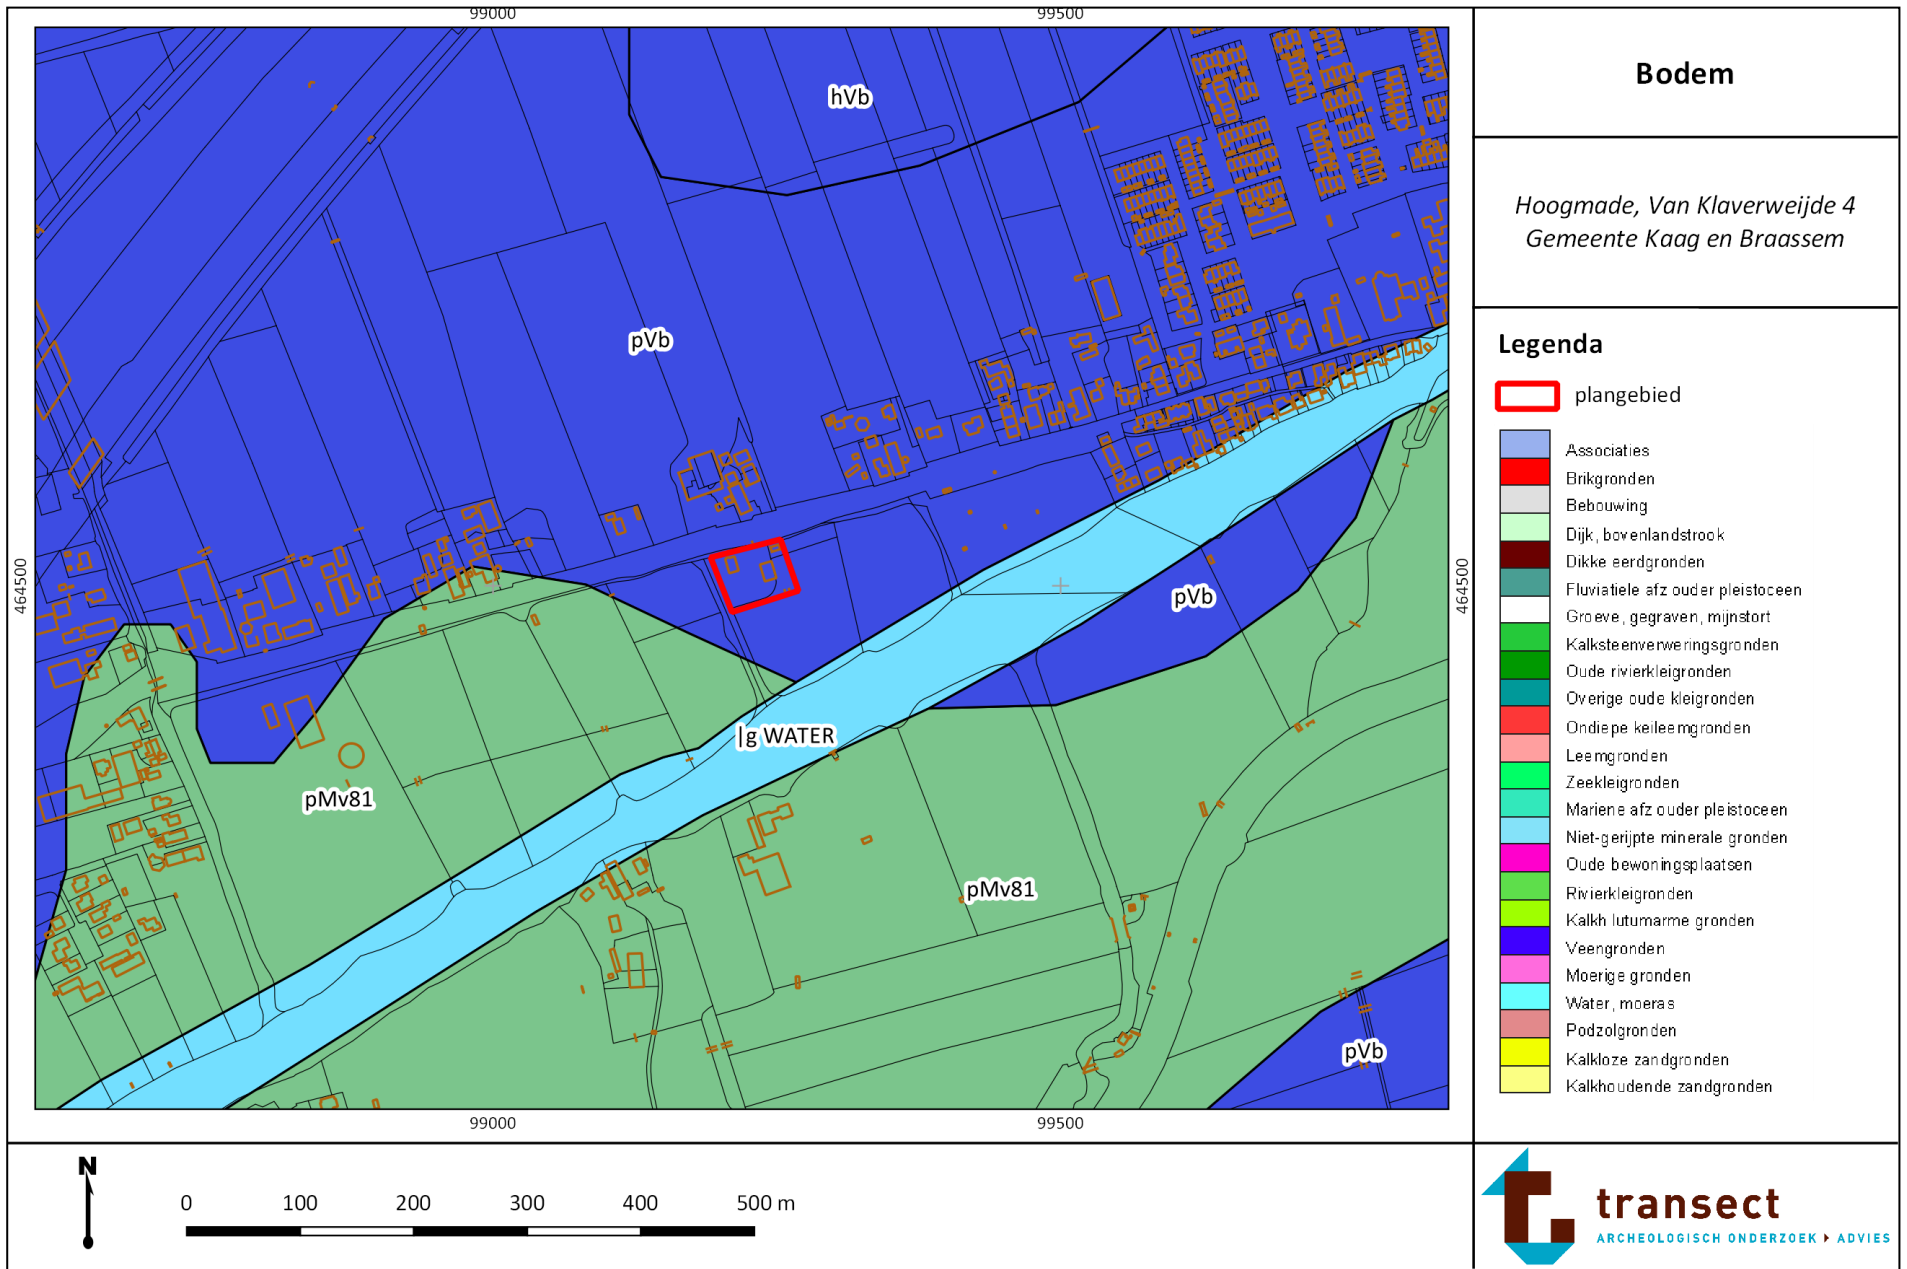 99000
99500
hVb
pVb
464500
464500
pVb
|g WATER
pMv81
pMv81
pVb
99000
99500
N
0 100 200 300 400 500 m
Bodem
Hoogmade, Van Klaverweijde 4
Gemeente Kaag en Braassem
Legenda
plangebied
Associaties
Brikgronden
Bebouwing
Dijk, bovenlandstrook
Dikke eerdgronden
Fluviatiele afz ouder pleistoceen
Groeve, gegraven, mijnstort
Kalksteenverweringsgronden
Oude rivierkleigronden
Overige oude kleigronden
Ondiepe keileemgronden
Leemgronden
Zeekleigronden
Mariene afz ouder pleistoceen
Niet-gerijpte minerale gronden
Oude bewoningsplaatsen
Rivierkleigronden
Kalkh lutumarme gronden
Veengronden
Moerige gronden
Water, moeras
Podzolgronden
Kalkloze zandgronden
Kalkhoudende zandgronden
transect
ARCHEOLOGISCH ONDERZOEK ▸ ADVIES